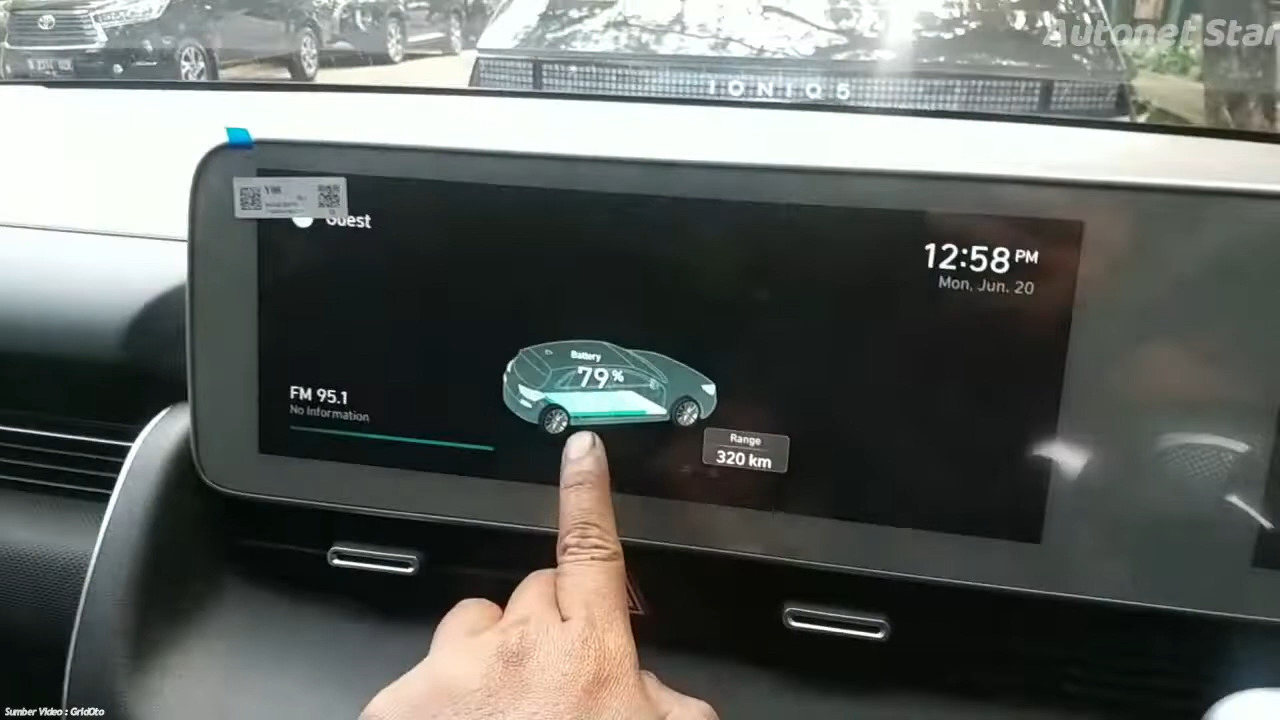 Autonet Star
IONIQ 5
Guest
12:58 PM
Mon, Jun. 20
Battery
79%
FM 95.1
No Information
Range
320 km
Sumber Video : GridOto